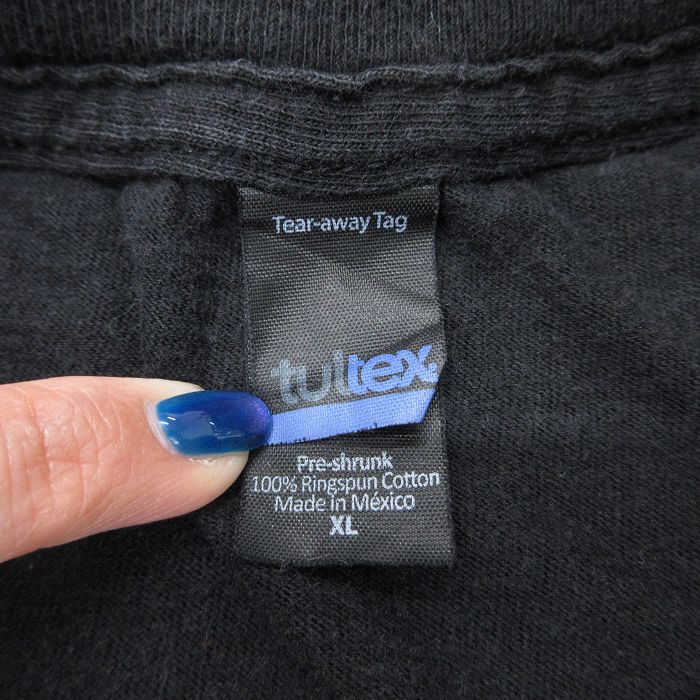 Tear-away Tag
tultex
Pre-shrunk
100% Ringspun Cotton
Made in México
XL